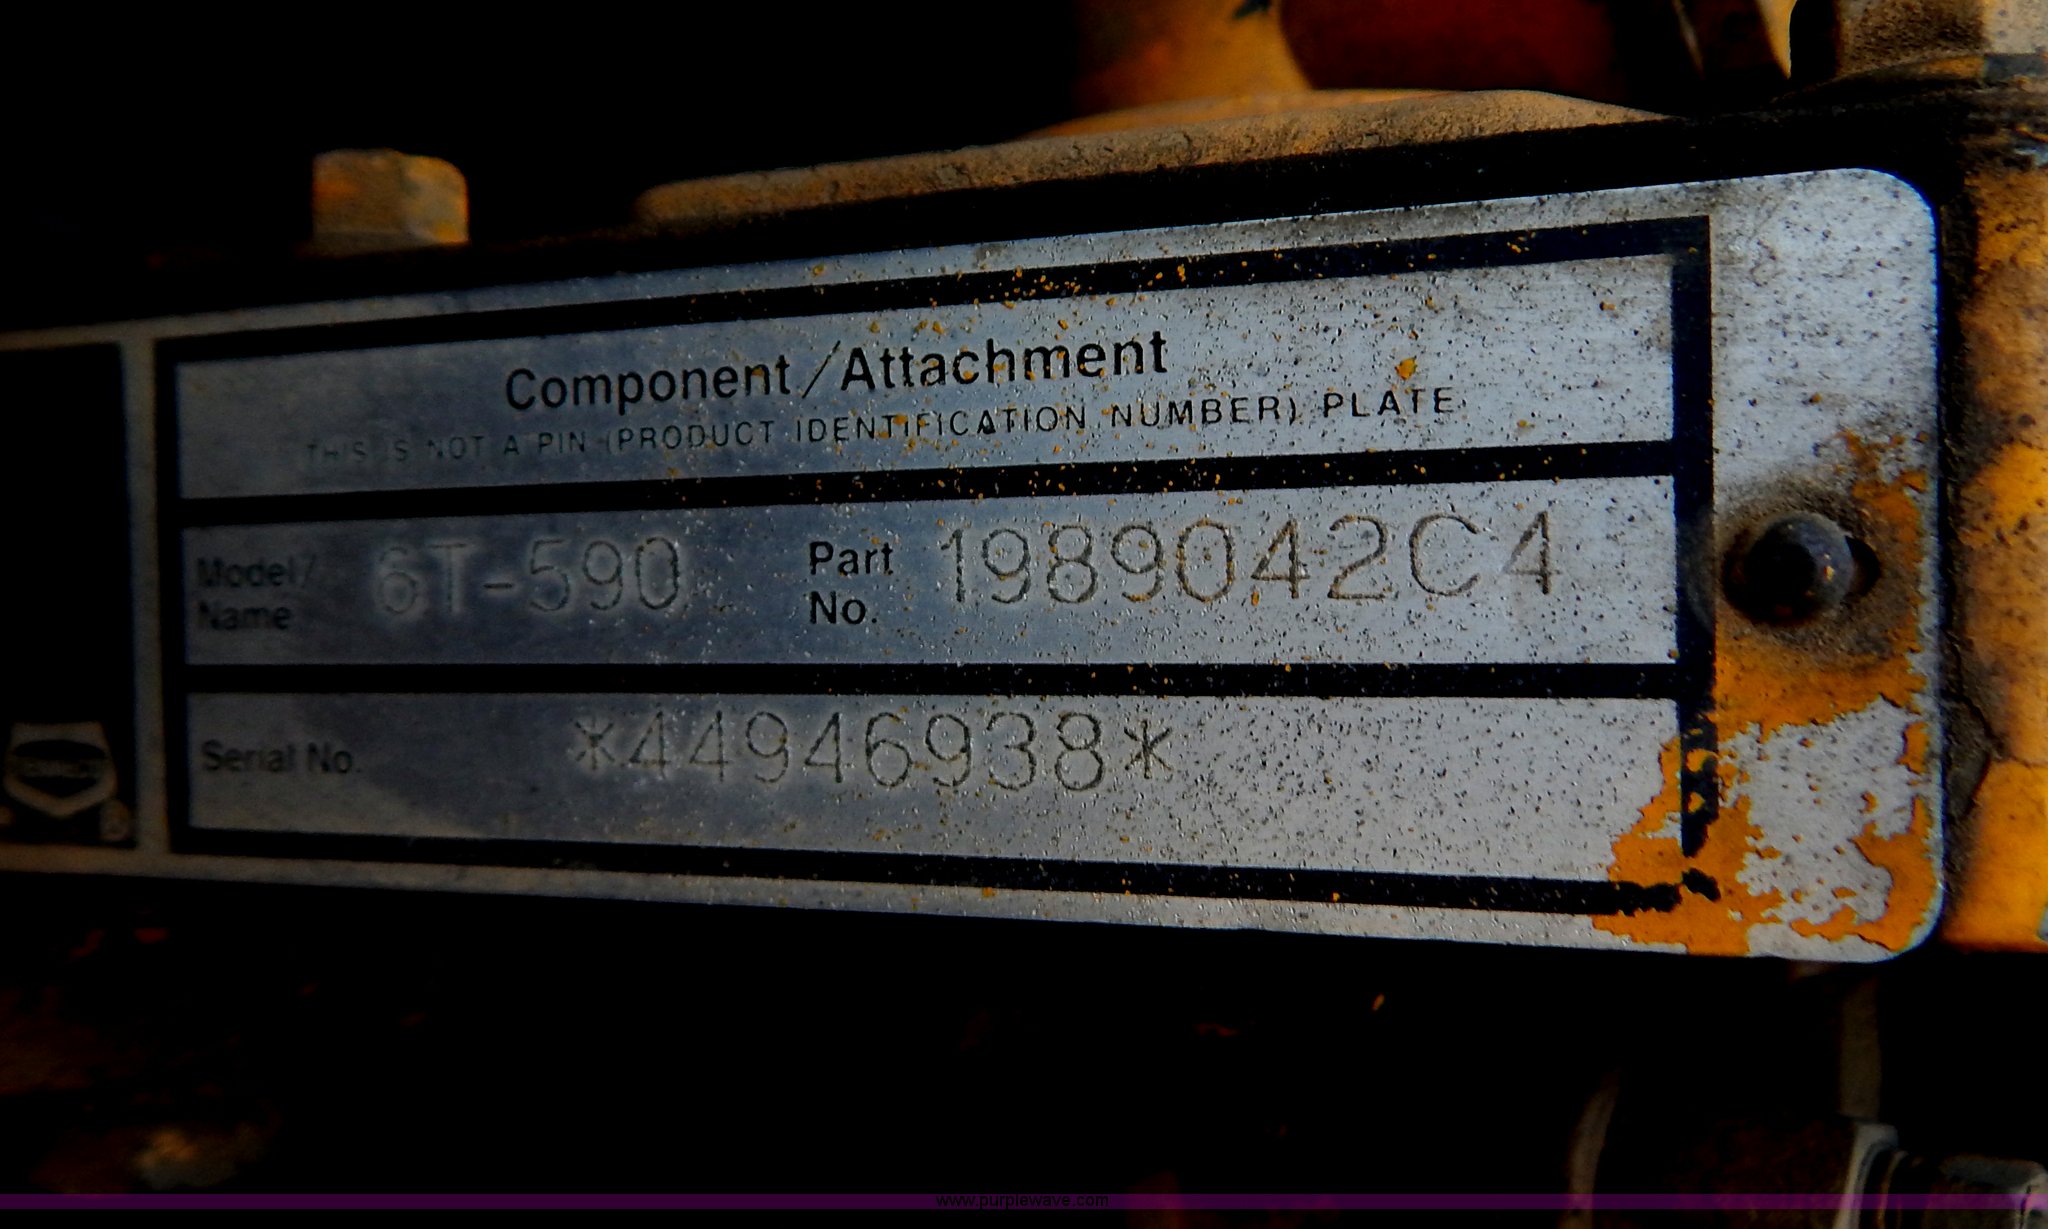 Component/Attachment
THIS IS NOT A PIN (PRODUCT IDENTIFICATION NUMBER) PLATE
Model/Name 6T-590 Part No. 1989042C4
Serial No. *44946938*
www.purplewave.com